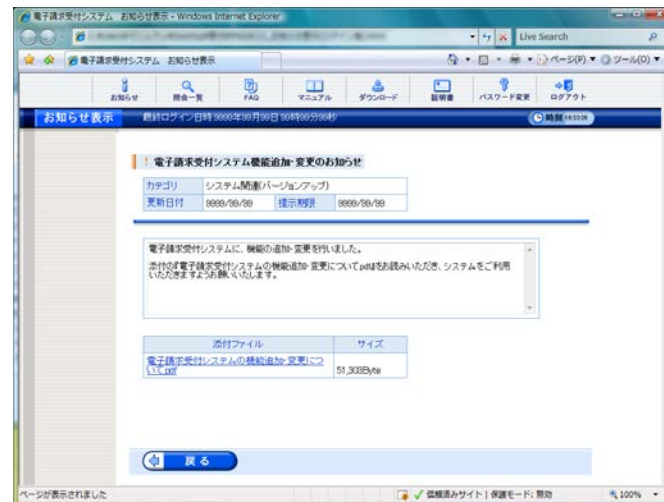 電子請求受付システム お知らせ表示 - Windows Internet Explorer
Live Search
電子請求受付システム お知らせ表示
ページ(P)
ツール(O)
お知らせ
照会一覧
FAQ
マニュアル
ダウンロード
証明書
パスワード変更
ログアウト
お知らせ表示
最終ログイン日時 9999年99月99日 99時99分99秒
時刻
! 電子請求受付システム機能追加・変更のお知らせ
カテゴリ システム関連(バージョンアップ)
更新日付 9999/99/99 掲示期限 9999/99/99
電子請求受付システムに、機能の追加・変更を行いました。
添付の『電子請求受付システムの機能追加・変更についてpdf』をお読みいただき、システムをご利用
いただきますようお願いいたします。
添付ファイル サイズ
電子請求受付システムの機能追加・変更につ
いて.pdf
51,303Byte
戻る
ページが表示されました
信頼済みサイト | 保護モード: 無効
100%